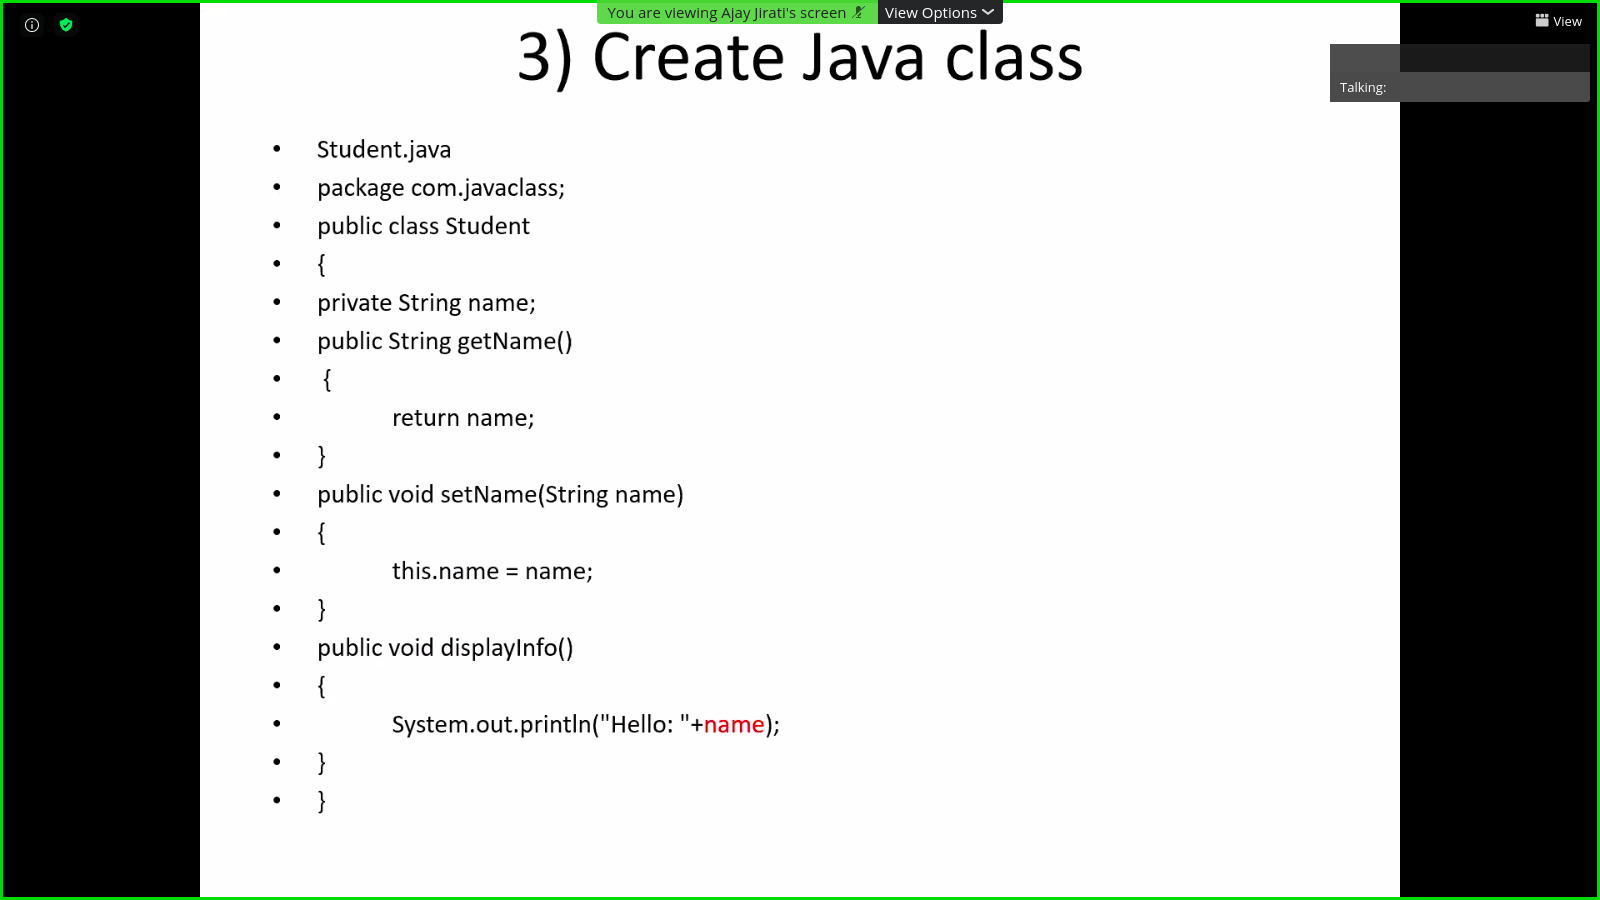 You are viewing Ajay Jirati's screen
View Options
View
Talking:
3) Create Java class
• Student.java
• package com.javaclass;
• public class Student
• {
• private String name;
• public String getName()
• {
• return name;
• }
• public void setName(String name)
• {
• this.name = name;
• }
• public void displayInfo()
• {
• System.out.println("Hello: "+name);
• }
• }